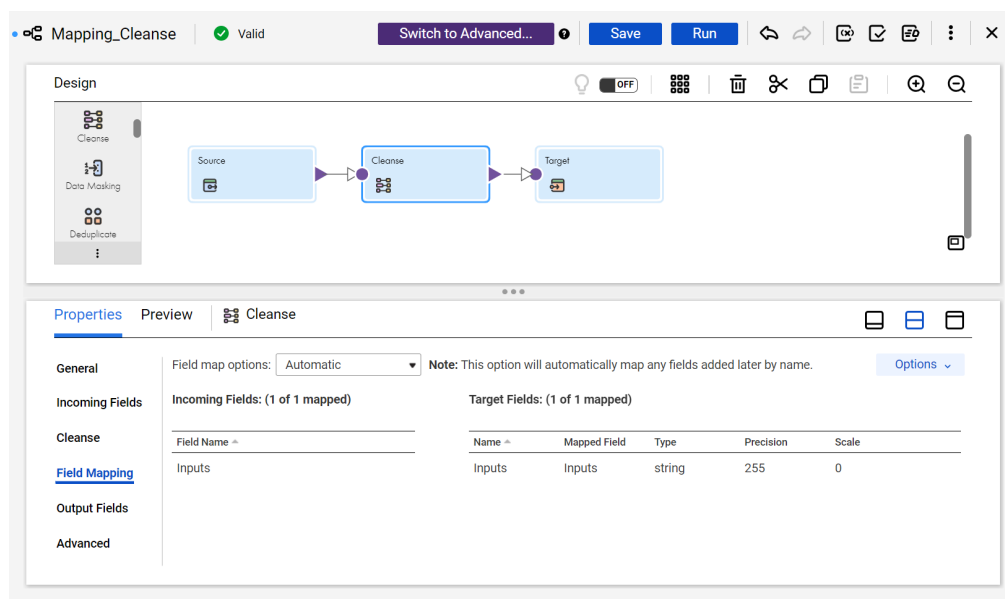 Mapping_Cleanse Valid Switch to Advanced... Save Run
Design OFF
Cleanse
Data Masking
Deduplicate
Source Cleanse Target
Properties Preview Cleanse
General
Incoming Fields
Cleanse
Field Mapping
Output Fields
Advanced
Field map options: Automatic Note: This option will automatically map any fields added later by name. Options
Incoming Fields: (1 of 1 mapped) Target Fields: (1 of 1 mapped)
Field Name Name Mapped Field Type Precision Scale
Inputs Inputs Inputs string 255 0